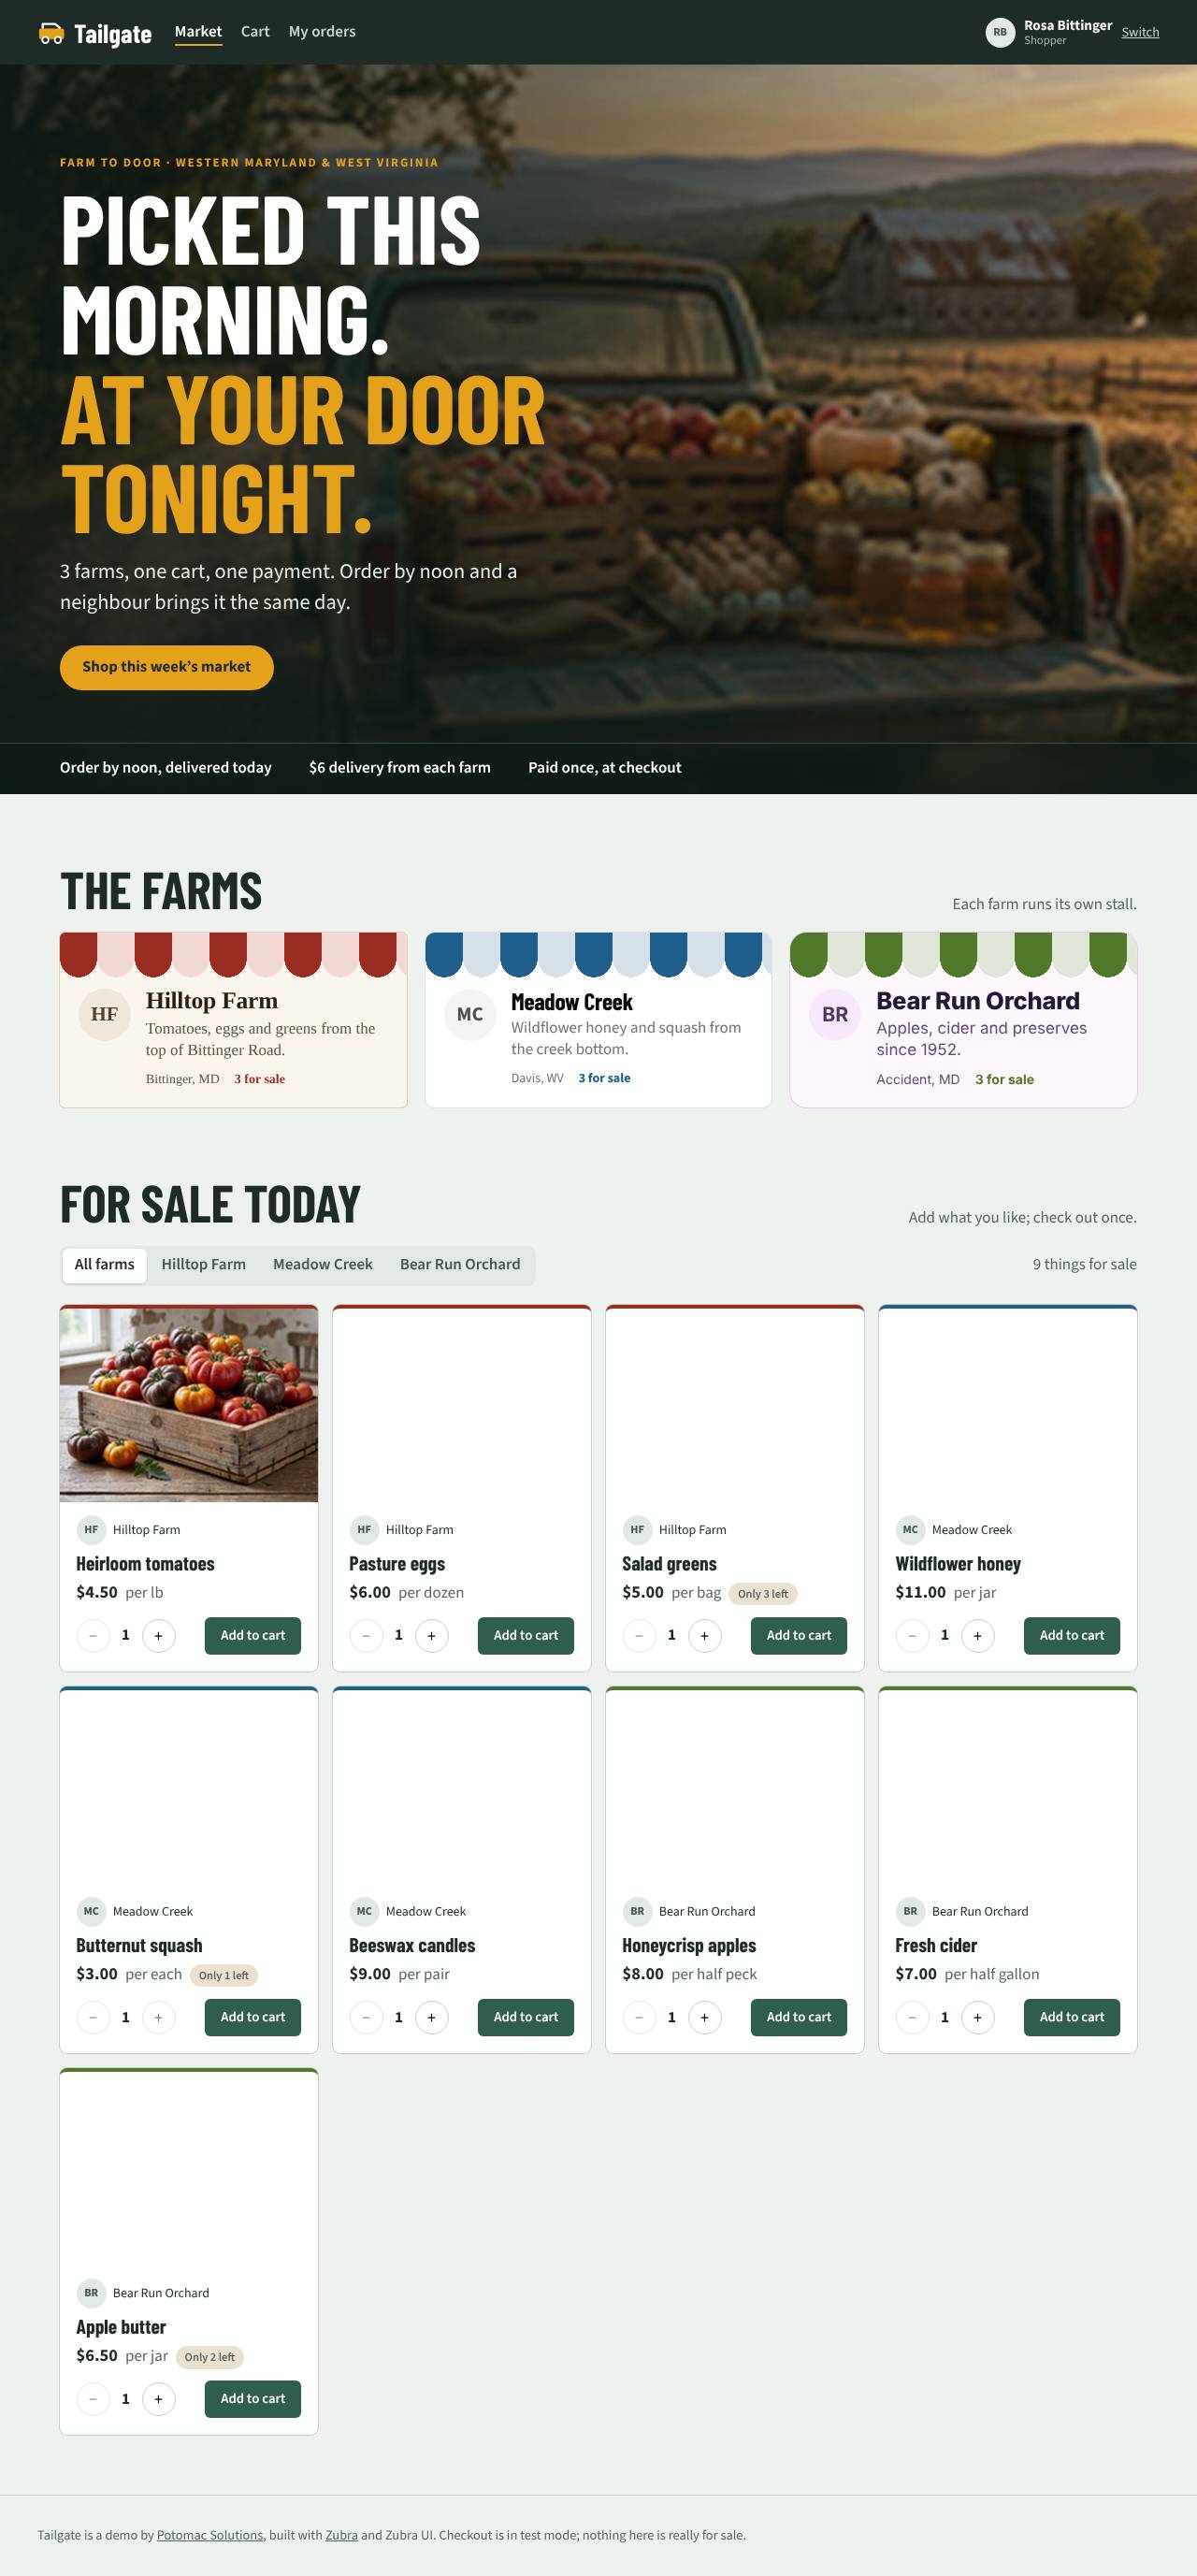 Tailgate Market Cart My orders RB Rosa Bittinger Shopper Switch
FARM TO DOOR · WESTERN MARYLAND & WEST VIRGINIA
PICKED THIS
MORNING.
AT YOUR DOOR
TONIGHT.
3 farms, one cart, one payment. Order by noon and a
neighbour brings it the same day.
Shop this week’s market
Order by noon, delivered today $6 delivery from each farm Paid once, at checkout
THE FARMS
Each farm runs its own stall.
HF
Hilltop Farm
Tomatoes, eggs and greens from the
top of Bittinger Road.
Bittinger, MD 3 for sale
MC
Meadow Creek
Wildflower honey and squash from
the creek bottom.
Davis, WV 3 for sale
BR
Bear Run Orchard
Apples, cider and preserves
since 1952.
Accident, MD 3 for sale
FOR SALE TODAY
Add what you like; check out once.
All farms Hilltop Farm Meadow Creek Bear Run Orchard
9 things for sale
HF Hilltop Farm
Heirloom tomatoes
$4.50 per lb
− 1 + Add to cart
HF Hilltop Farm
Pasture eggs
$6.00 per dozen
− 1 + Add to cart
HF Hilltop Farm
Salad greens
$5.00 per bag Only 3 left
− 1 + Add to cart
MC Meadow Creek
Wildflower honey
$11.00 per jar
− 1 + Add to cart
MC Meadow Creek
Butternut squash
$3.00 per each Only 1 left
− 1 + Add to cart
MC Meadow Creek
Beeswax candles
$9.00 per pair
− 1 + Add to cart
BR Bear Run Orchard
Honeycrisp apples
$8.00 per half peck
− 1 + Add to cart
BR Bear Run Orchard
Fresh cider
$7.00 per half gallon
− 1 + Add to cart
BR Bear Run Orchard
Apple butter
$6.50 per jar Only 2 left
− 1 + Add to cart
Tailgate is a demo by Potomac Solutions, built with Zubra and Zubra UI. Checkout is in test mode; nothing here is really for sale.